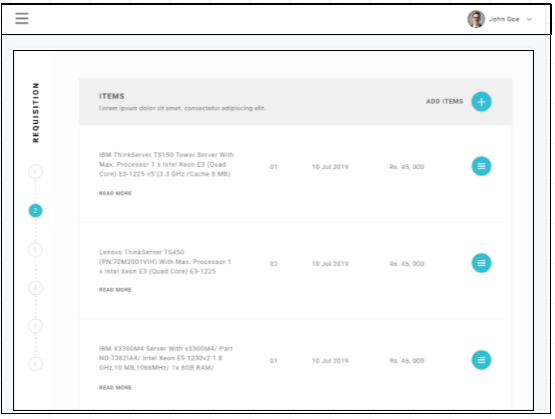 John Doe
REQUISITION
ITEMS
Lorem ipsum dolor sit amet, consectetur adipiscing elit.
ADD ITEMS
1
2
3
4
5
6
IBM ThinkServer TS150 Tower Server With
Max. Processor 1 x Intel Xeon E3 (Quad
Core) E3-1225 v5'(3.3 GHz /Cache 8 MB)
READ MORE
01
10 Jul 2019
Rs. 45, 000
Lenovo ThinkServer TS450
(PN:70M2001VIH) With Max. Processor 1
x Intel Xeon E3 (Quad Core) E3-1225
READ MORE
02
10 Jul 2019
Rs. 45, 000
IBM X3300M4 Server With x3300M4/ Part
NO;7382IA4/ Intel Xeon E5 1230v2 1.8
GHz,10 MB,1066MHz/ 1x 8GB RAM/
READ MORE
01
10 Jul 2019
Rs. 45, 000